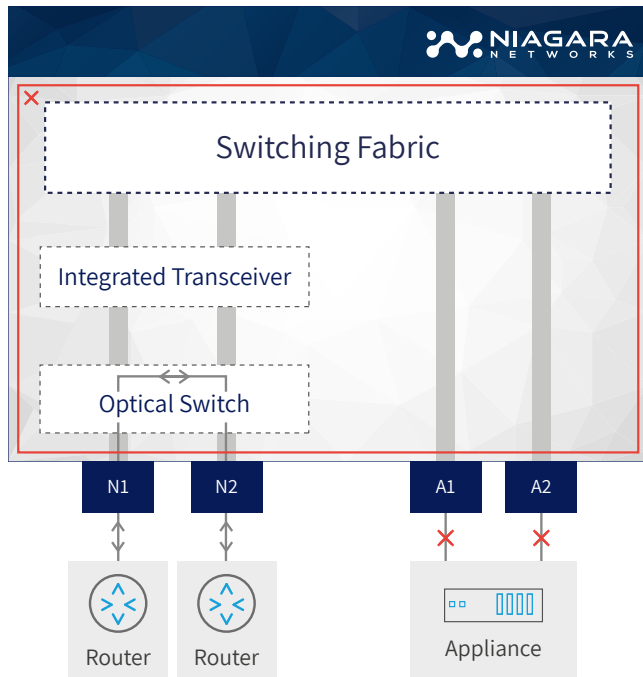 NIAGARA
NETWORKS
Switching Fabric
Integrated Transceiver
Optical Switch
N1
N2
A1
A2
Router
Router
Appliance